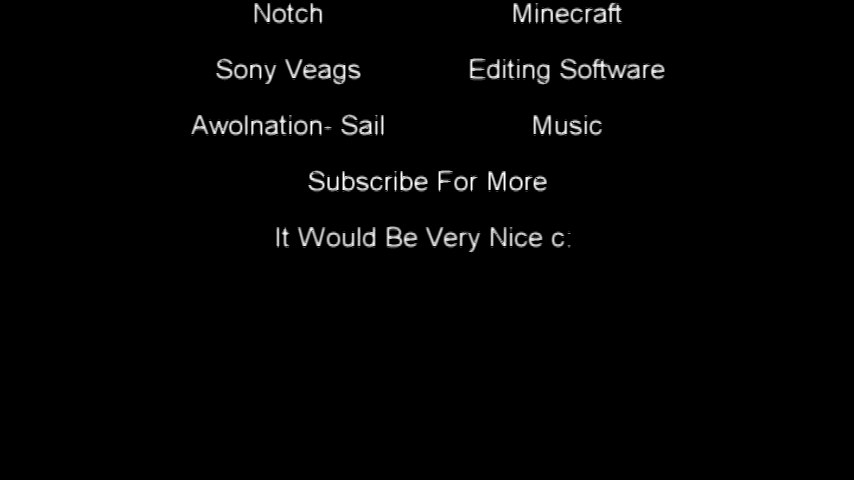 Notch Minecraft
Sony Veags Editing Software
Awolnation- Sail Music
Subscribe For More
It Would Be Very Nice c: